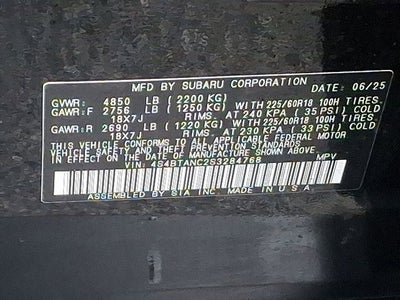 MFD BY SUBARU CORPORATION DATE: 06/25
GVWR: 4850 LB (2200 KG)
GAWR:F 2756 LB (1250 KG) WITH 225/60R18 100H TIRES,
18X7J RIMS, AT 240 KPA ( 35 PSI) COLD
GAWR:R 2690 LB (1220 KG) WITH 225/60R18 100H TIRES,
18X7J RIMS, AT 230 KPA ( 33 PSI) COLD
THIS VEHICLE CONFORMS TO ALL APPLICABLE FEDERAL MOTOR
VEHICLE SAFETY AND BUMPER STANDARDS
IN EFFECT ON THE DATE OF MANUFACTURE SHOWN ABOVE.
VIN: 4S4BTANC2S3284768 MPV
ASSEMBLED BY SIA INC. MADE IN U.S.A